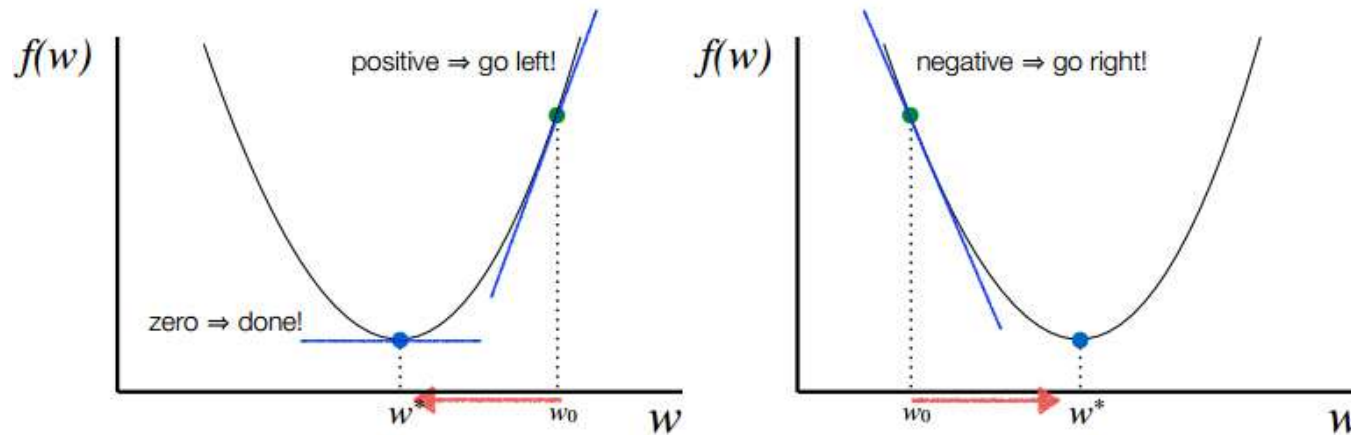 f(w)
positive ⇒ go left!
zero ⇒ done!
w*
w₀
w
f(w)
negative ⇒ go right!
w₀
w*
w